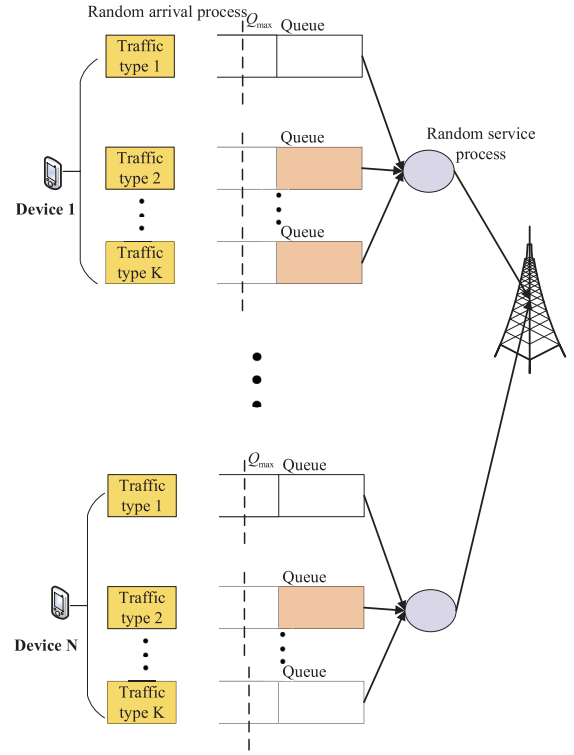 Random arrival process
Qmax
Queue
Traffic
type 1
Queue
Random service
process
Traffic
type 2
Device 1
Queue
Traffic
type K
Qmax
Queue
Traffic
type 1
Queue
Traffic
type 2
Device N
Queue
Traffic
type K